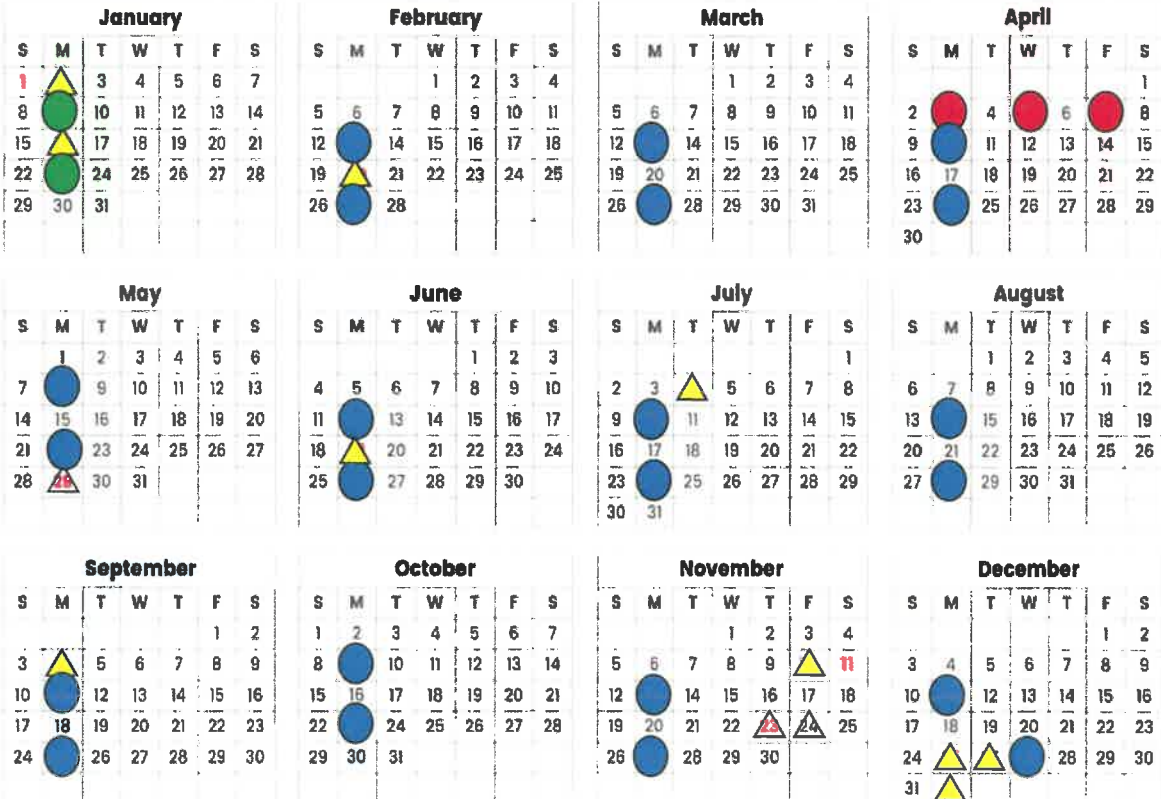 January
S M T W T F S
1 3 4 5 6 7
8 10 11 12 13 14
15 17 18 19 20 21
22 24 25 26 27 28
29 30 31
February
S M T W T F S
1 2 3 4
5 6 7 8 9 10 11
12 14 15 16 17 18
19 21 22 23 24 25
26 28
March
S M T W T F S
1 2 3 4
5 6 7 8 9 10 11
12 14 15 16 17 18
19 20 21 22 23 24 25
26 28 29 30 31
April
S M T W T F S
1
2 4 6 8
9 11 12 13 14 15
16 17 18 19 20 21 22
23 25 26 27 28 29
30
May
S M T W T F S
1 2 3 4 5 6
7 9 10 11 12 13
14 15 16 17 18 19 20
21 23 24 25 26 27
28 29 30 31
June
S M T W T F S
1 2 3
4 5 6 7 8 9 10
11 13 14 15 16 17
18 20 21 22 23 24
25 27 28 29 30
July
S M T W T F S
1
2 3 5 6 7 8
9 11 12 13 14 15
16 17 18 19 20 21 22
23 25 26 27 28 29
30 31
August
S M T W T F S
1 2 3 4 5
6 7 8 9 10 11 12
13 15 16 17 18 19
20 21 22 23 24 25 26
27 29 30 31
September
S M T W T F S
1 2
3 5 6 7 8 9
10 12 13 14 15 16
17 18 19 20 21 22 23
24 26 27 28 29 30
October
S M T W T F S
1 2 3 4 5 6 7
8 10 11 12 13 14
15 16 17 18 19 20 21
22 24 25 26 27 28
29 30 31
November
S M T W T F S
1 2 3 4
5 6 7 8 9 11
12 14 15 16 17 18
19 20 21 22 23 24 25
26 28 29 30
December
S M T W T F S
1 2
3 4 5 6 7 8 9
10 12 13 14 15 16
17 18 19 20 21 22 23
24 28 29 30
31